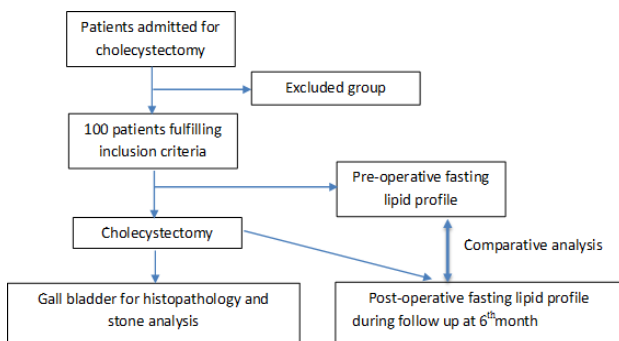 Patients admitted for
cholecystectomy
Excluded group
100 patients fulfilling
inclusion criteria
Pre-operative fasting
lipid profile
Cholecystectomy
Comparative analysis
Gall bladder for histopathology and
stone analysis
Post-operative fasting lipid profile
during follow up at 6th month